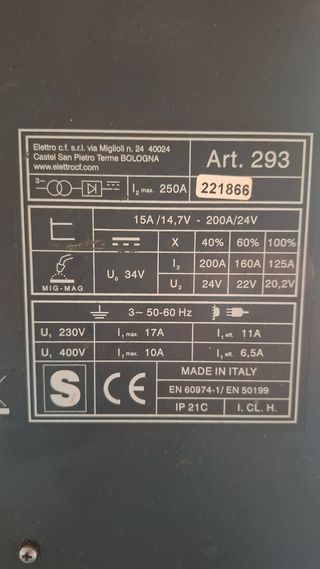 Elettro c.f. s.r.l. via Miglioli n. 24 40024
Castel San Pietro Terme BOLOGNA
www.elettrocf.com
Art. 293
3~
I2 max. 250A
221866
15A/14,7V - 200A/24V
X 40% 60% 100%
MIG-MAG
U0 34V
I2 200A 160A 125A
U2 24V 22V 20,2V
3~ 50-60 Hz
U1 230V I1 max. 17A I1 eff. 11A
U1 400V I1 max. 10A I1 eff. 6,5A
S
CE
MADE IN ITALY
EN 60974-1/ EN 50199
IP 21C I. CL. H.